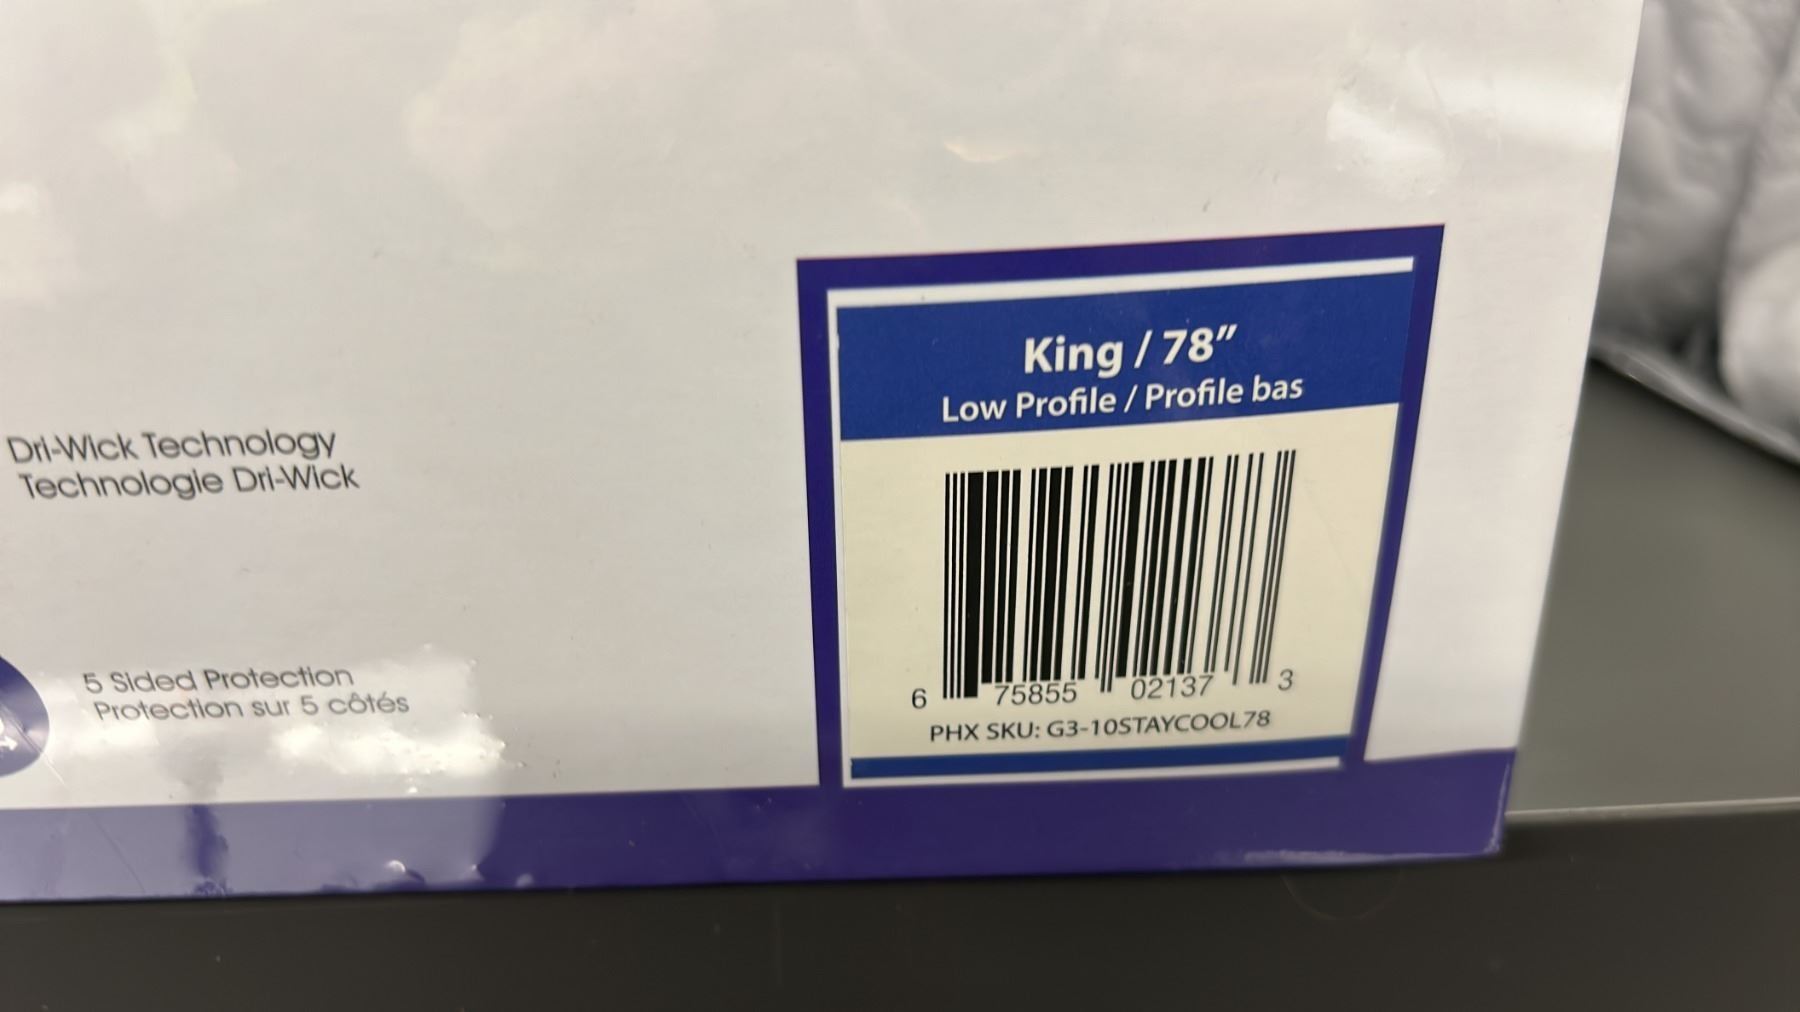 Dri-Wick Technology
Technologie Dri-Wick
5 Sided Protection
Protection sur 5 côtés
King / 78”
Low Profile / Profile bas
6 75855 02137 3
PHX SKU: G3-10STAYCOOL78